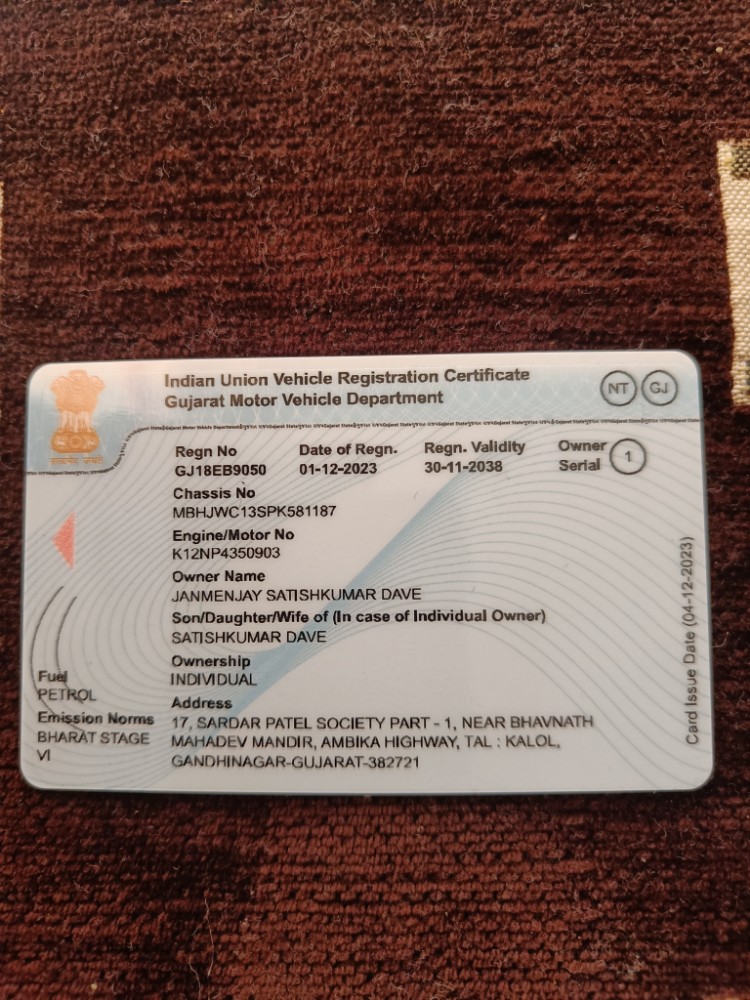 Indian Union Vehicle Registration Certificate
Gujarat Motor Vehicle Department
NT GJ
Regn No Date of Regn. Regn. Validity Owner Serial 1
GJ18EB9050 01-12-2023 30-11-2038
Chassis No
MBHJWC13SPK581187
Engine/Motor No
K12NP4350903
Owner Name
JANMENJAY SATISHKUMAR DAVE
Son/Daughter/Wife of (In case of Individual Owner)
SATISHKUMAR DAVE
Ownership
INDIVIDUAL
Fuel
PETROL
Emission Norms
BHARAT STAGE
VI
Address
17, SARDAR PATEL SOCIETY PART - 1, NEAR BHAVNATH
MAHADEV MANDIR, AMBIKA HIGHWAY, TAL : KALOL,
GANDHINAGAR-GUJARAT-382721
Card Issue Date (04-12-2023)